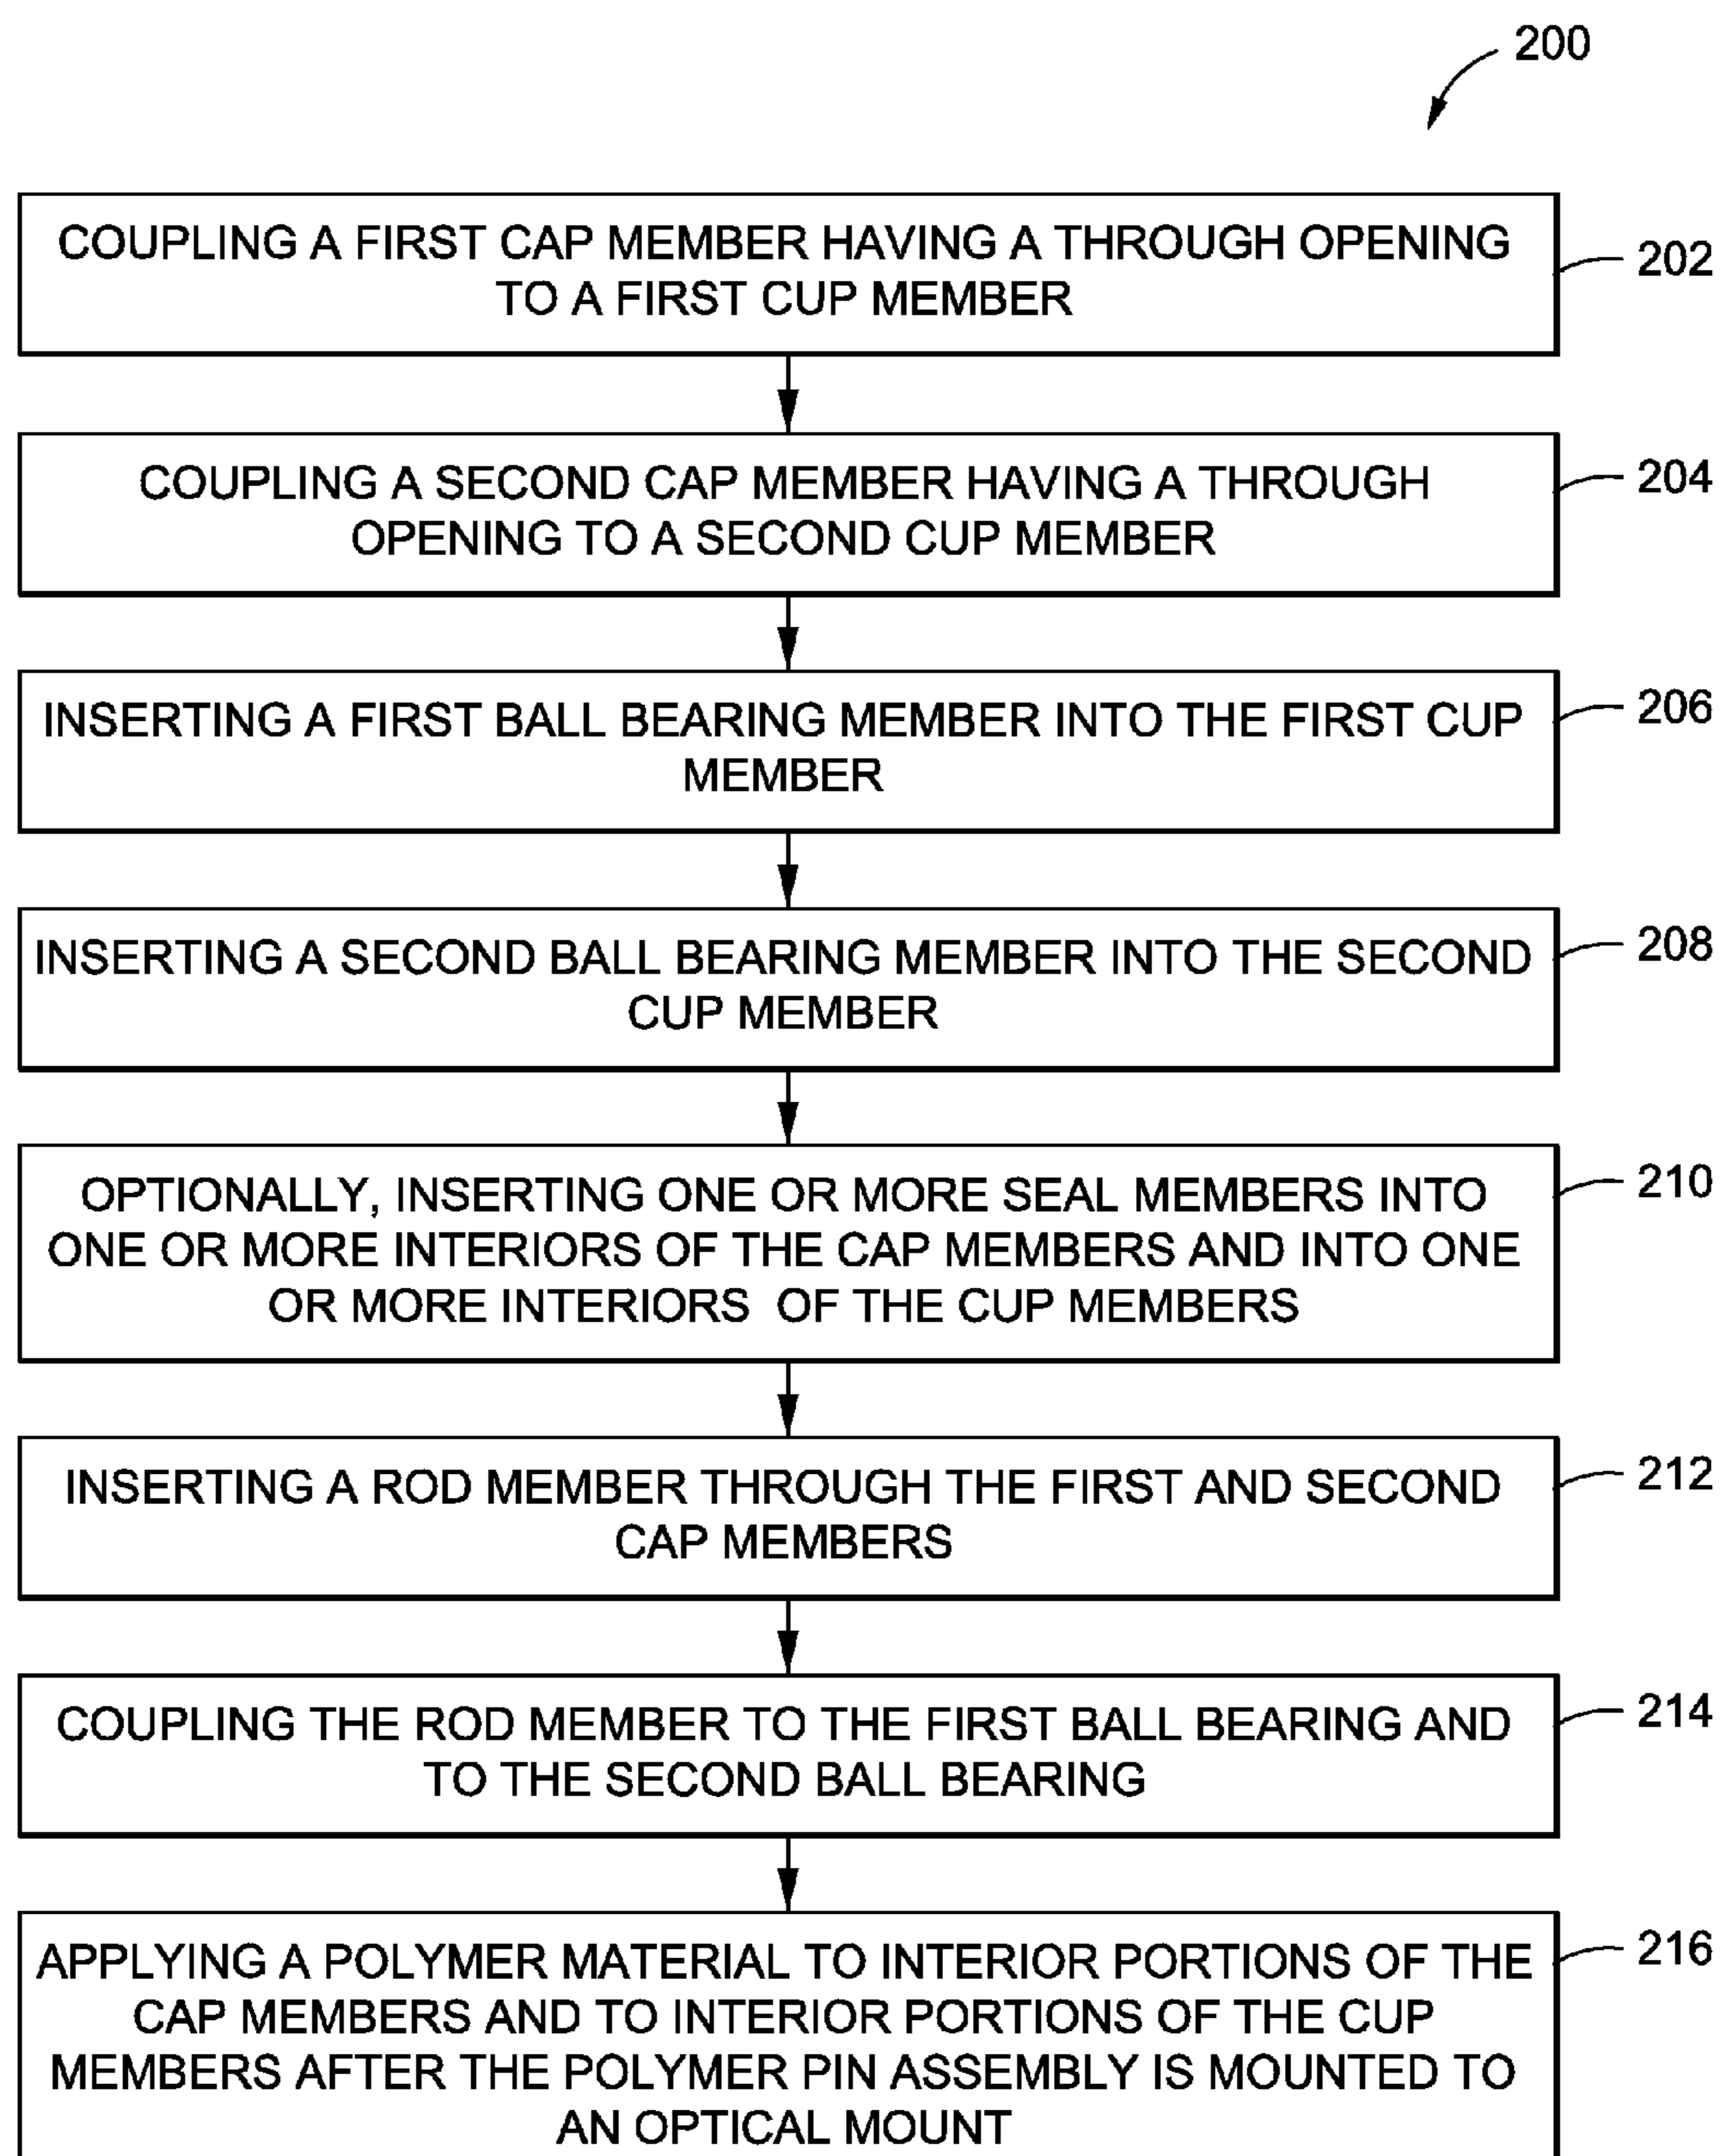 200
COUPLING A FIRST CAP MEMBER HAVING A THROUGH OPENING
TO A FIRST CUP MEMBER
202
COUPLING A SECOND CAP MEMBER HAVING A THROUGH
OPENING TO A SECOND CUP MEMBER
204
INSERTING A FIRST BALL BEARING MEMBER INTO THE FIRST CUP
MEMBER
206
INSERTING A SECOND BALL BEARING MEMBER INTO THE SECOND
CUP MEMBER
208
OPTIONALLY, INSERTING ONE OR MORE SEAL MEMBERS INTO
ONE OR MORE INTERIORS OF THE CAP MEMBERS AND INTO ONE
OR MORE INTERIORS OF THE CUP MEMBERS
210
INSERTING A ROD MEMBER THROUGH THE FIRST AND SECOND
CAP MEMBERS
212
COUPLING THE ROD MEMBER TO THE FIRST BALL BEARING AND
TO THE SECOND BALL BEARING
214
APPLYING A POLYMER MATERIAL TO INTERIOR PORTIONS OF THE
CAP MEMBERS AND TO INTERIOR PORTIONS OF THE CUP
MEMBERS AFTER THE POLYMER PIN ASSEMBLY IS MOUNTED TO
AN OPTICAL MOUNT
216